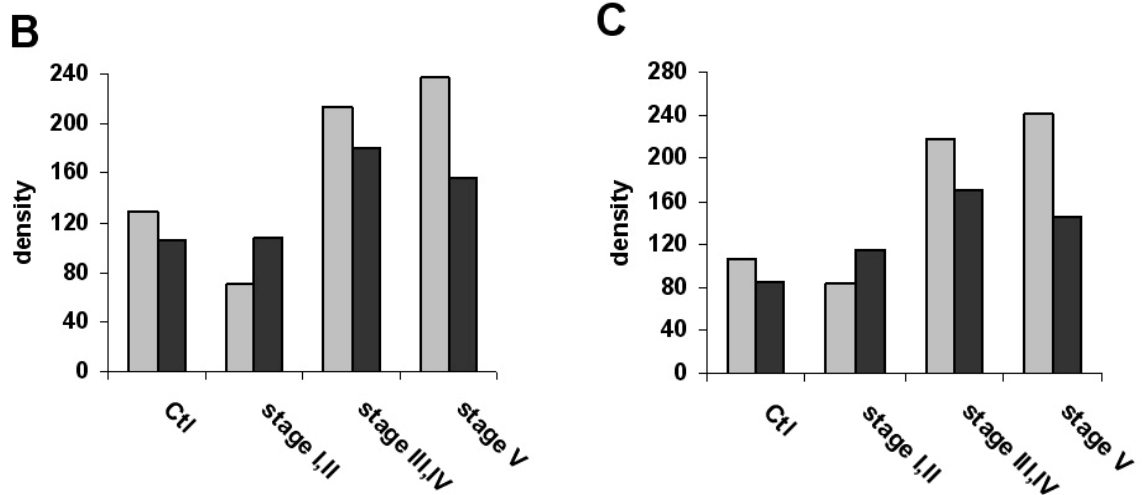 B
density
240
200
160
120
80
40
0
Ctl
stage I,II
stage III,IV
stage V
C
density
280
240
200
160
120
80
40
0
Ctl
stage I,II
stage III,IV
stage V